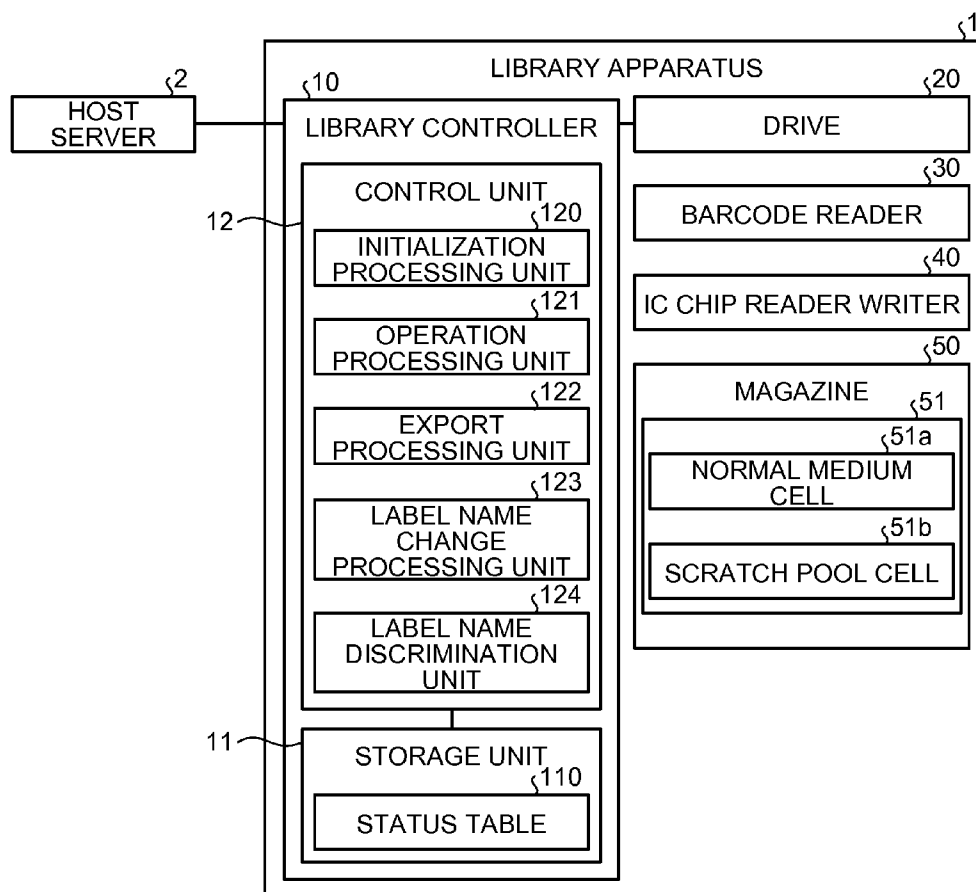 1
LIBRARY APPARATUS
2
HOST
SERVER
10
LIBRARY CONTROLLER
12
CONTROL UNIT
120
INITIALIZATION
PROCESSING UNIT
121
OPERATION
PROCESSING UNIT
122
EXPORT
PROCESSING UNIT
123
LABEL NAME
CHANGE
PROCESSING UNIT
124
LABEL NAME
DISCRIMINATION
UNIT
11
STORAGE UNIT
110
STATUS TABLE
20
DRIVE
30
BARCODE READER
40
IC CHIP READER WRITER
50
MAGAZINE
51
51a
NORMAL MEDIUM
CELL
51b
SCRATCH POOL CELL